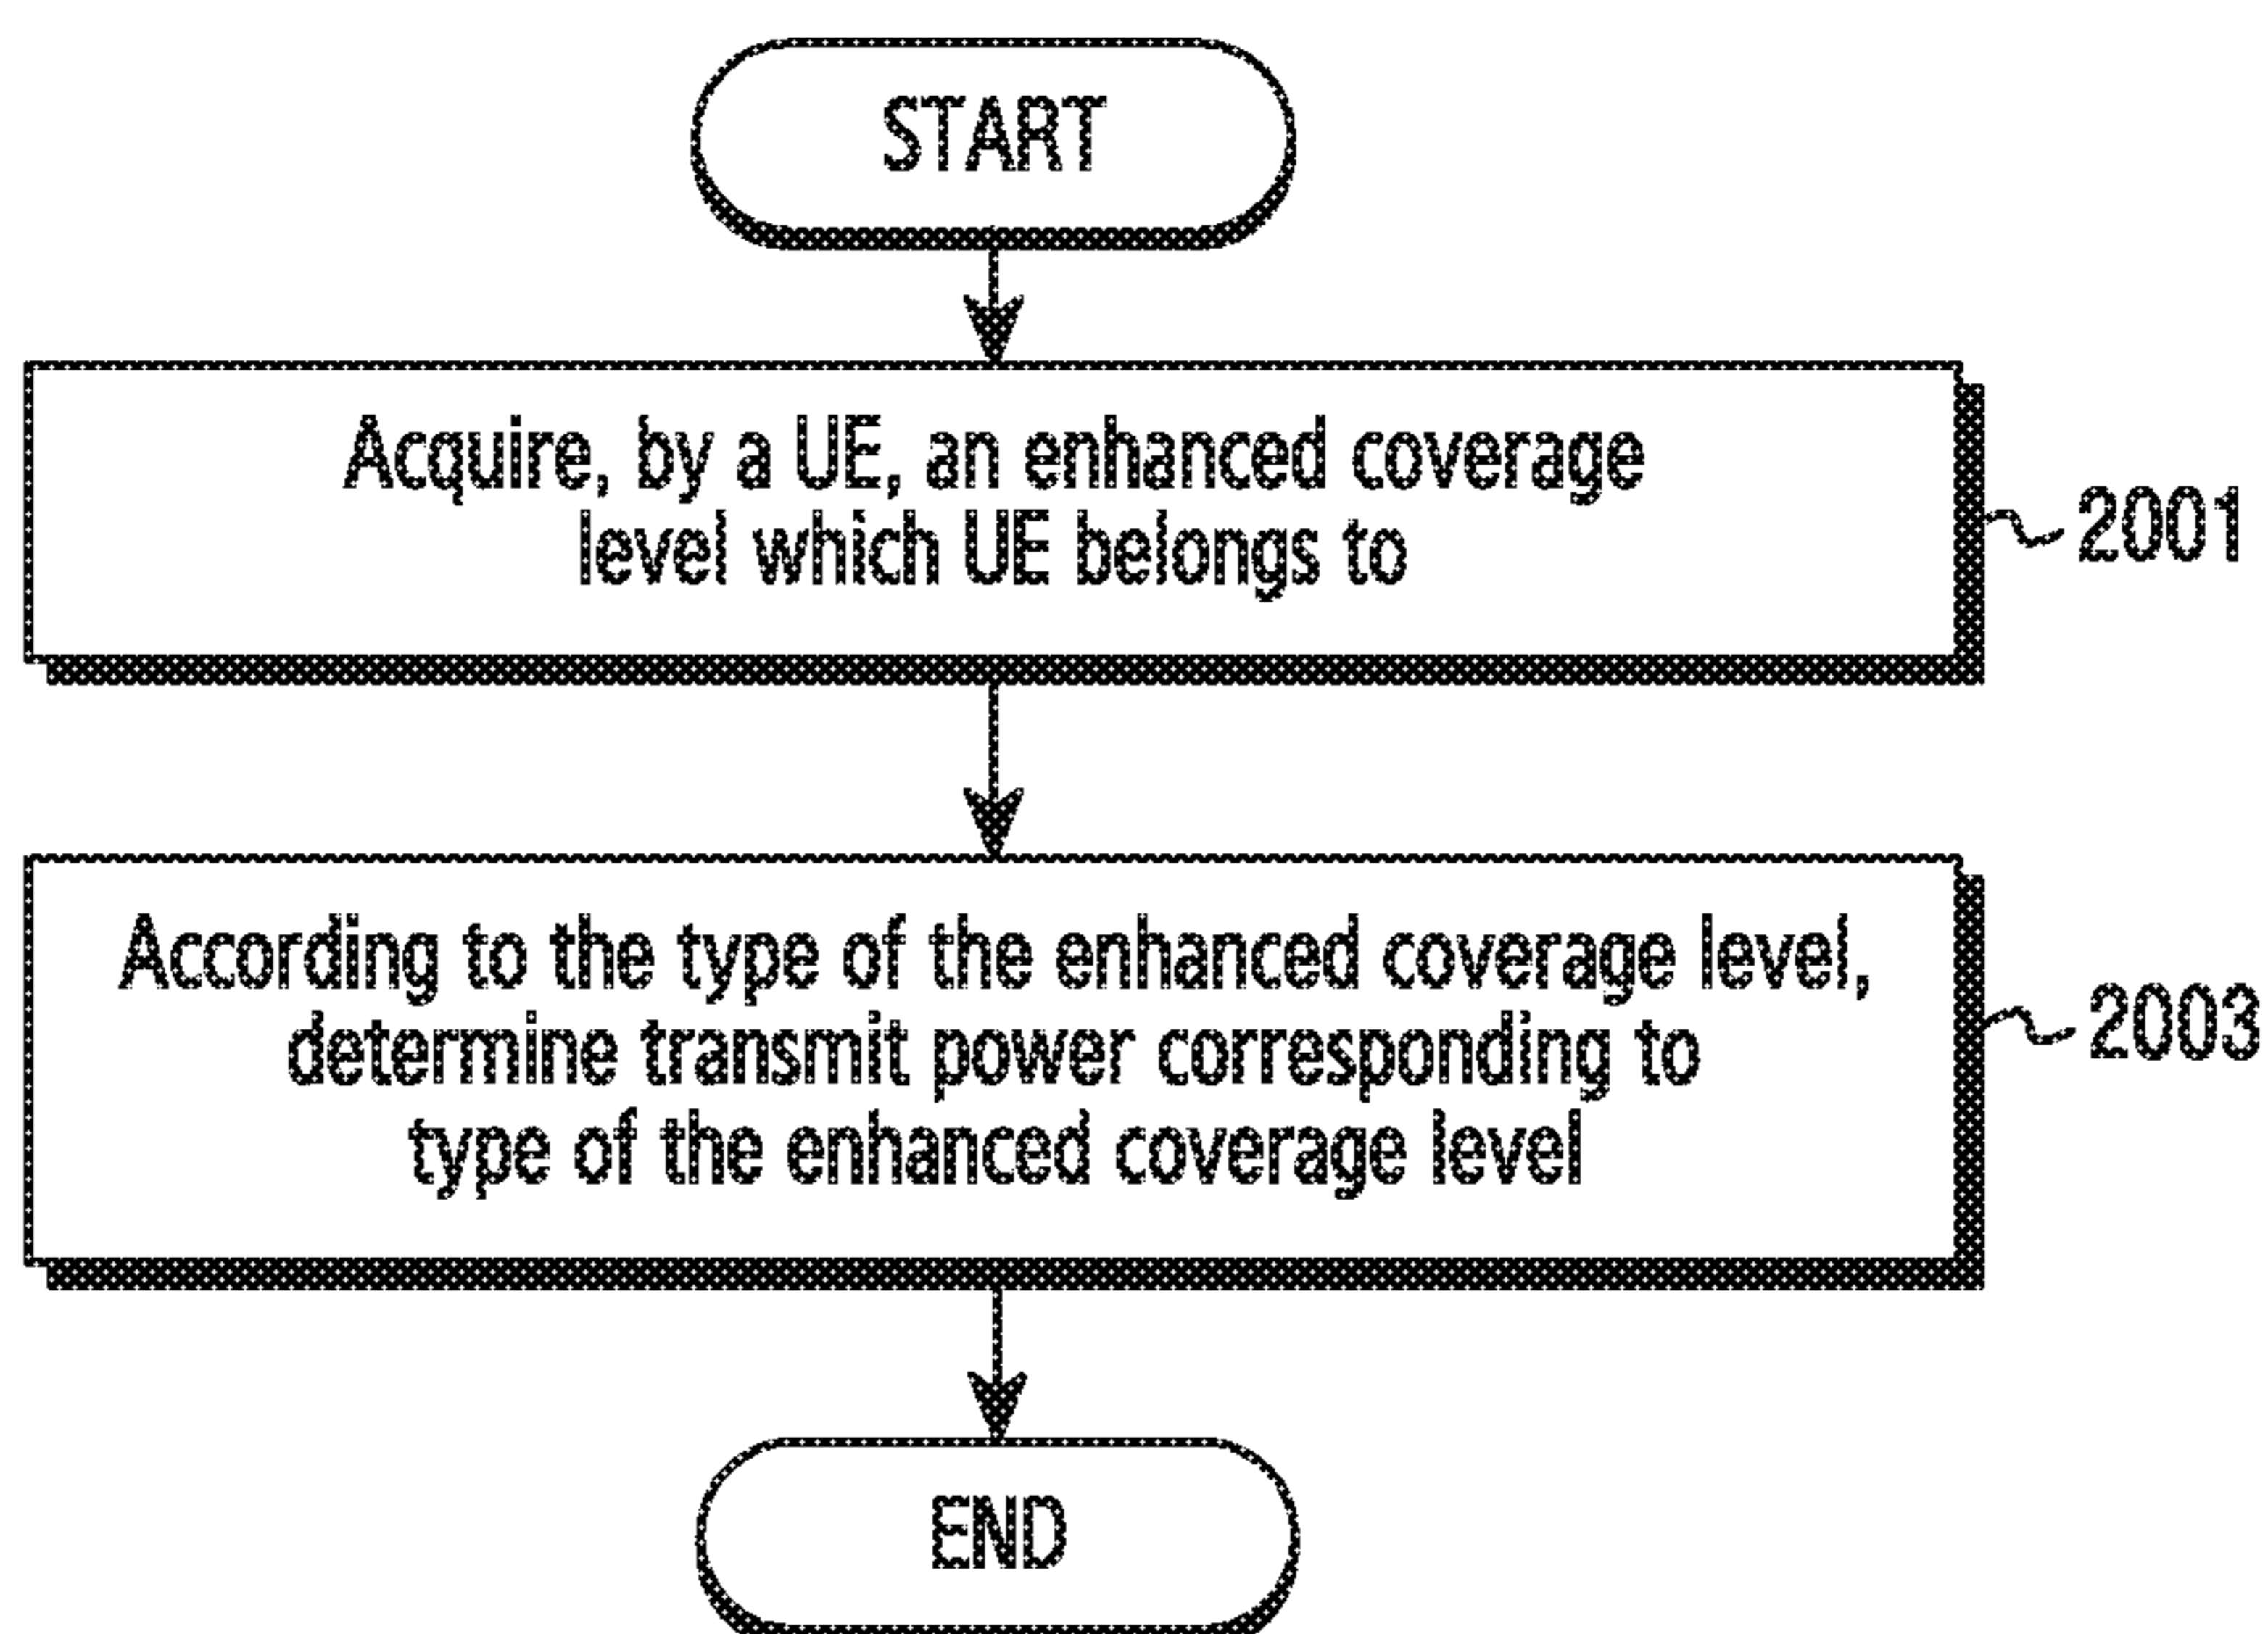 START
Acquire, by a UE, an enhanced coverage
level which UE belongs to
2001
According to the type of the enhanced coverage level,
determine transmit power corresponding to
type of the enhanced coverage level
2003
END